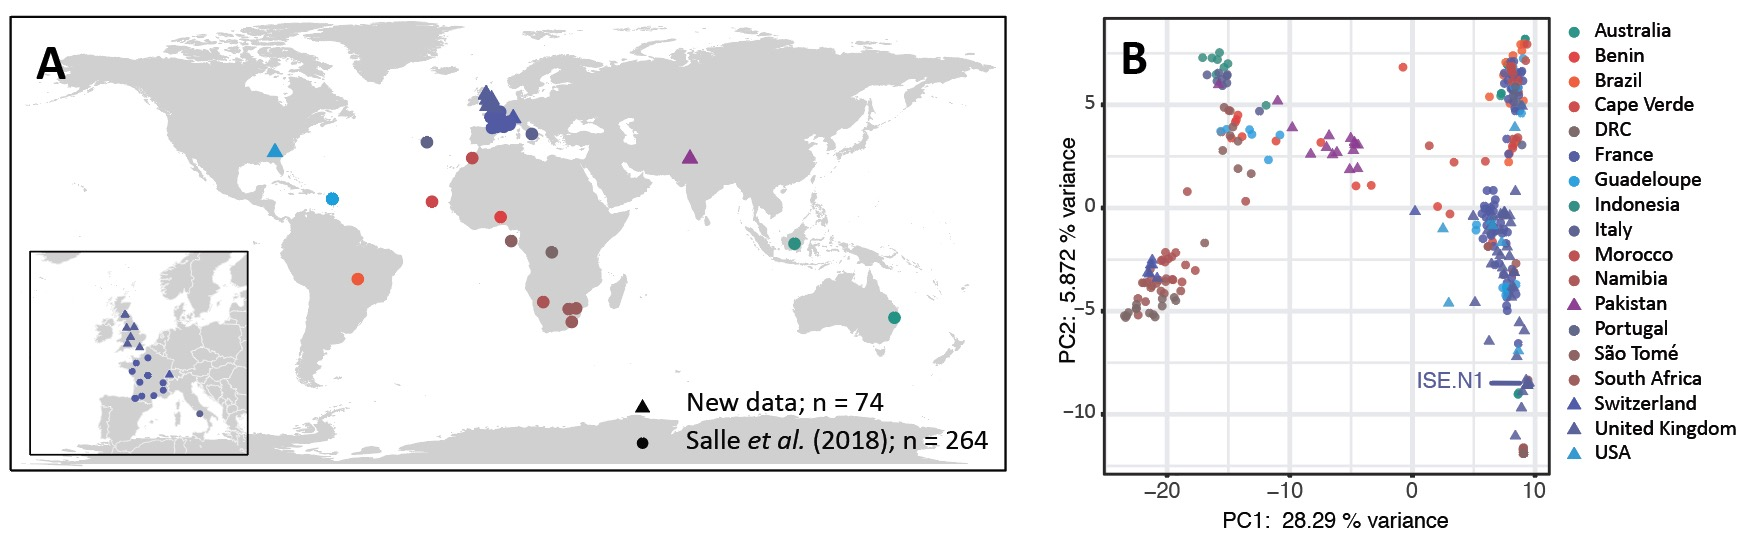 A
New data; n = 74
Salle et al. (2018); n = 264
B
5
0
−5
−10
−20
−10
0
10
PC2: 5.872 % variance
PC1: 28.29 % variance
ISE.N1
Australia
Benin
Brazil
Cape Verde
DRC
France
Guadeloupe
Indonesia
Italy
Morocco
Namibia
Pakistan
Portugal
São Tomé
South Africa
Switzerland
United Kingdom
USA